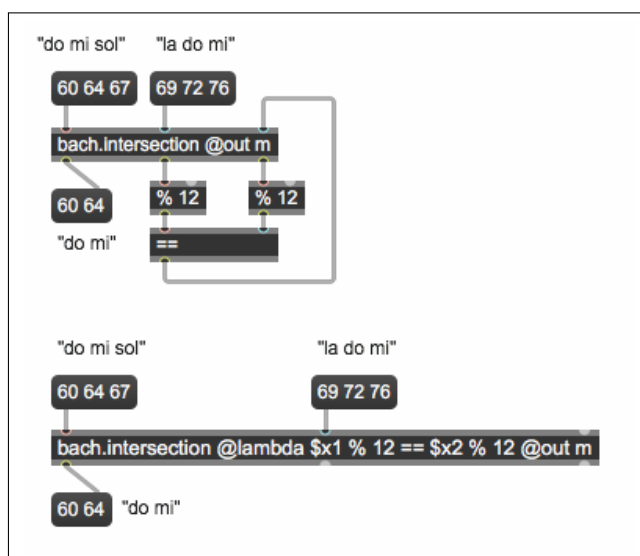 "do mi sol" "la do mi"
60 64 67 69 72 76
bach.intersection @out m
60 64 % 12 % 12
"do mi" ==
"do mi sol" "la do mi"
60 64 67 69 72 76
bach.intersection @lambda $x1 % 12 == $x2 % 12 @out m
60 64 "do mi"